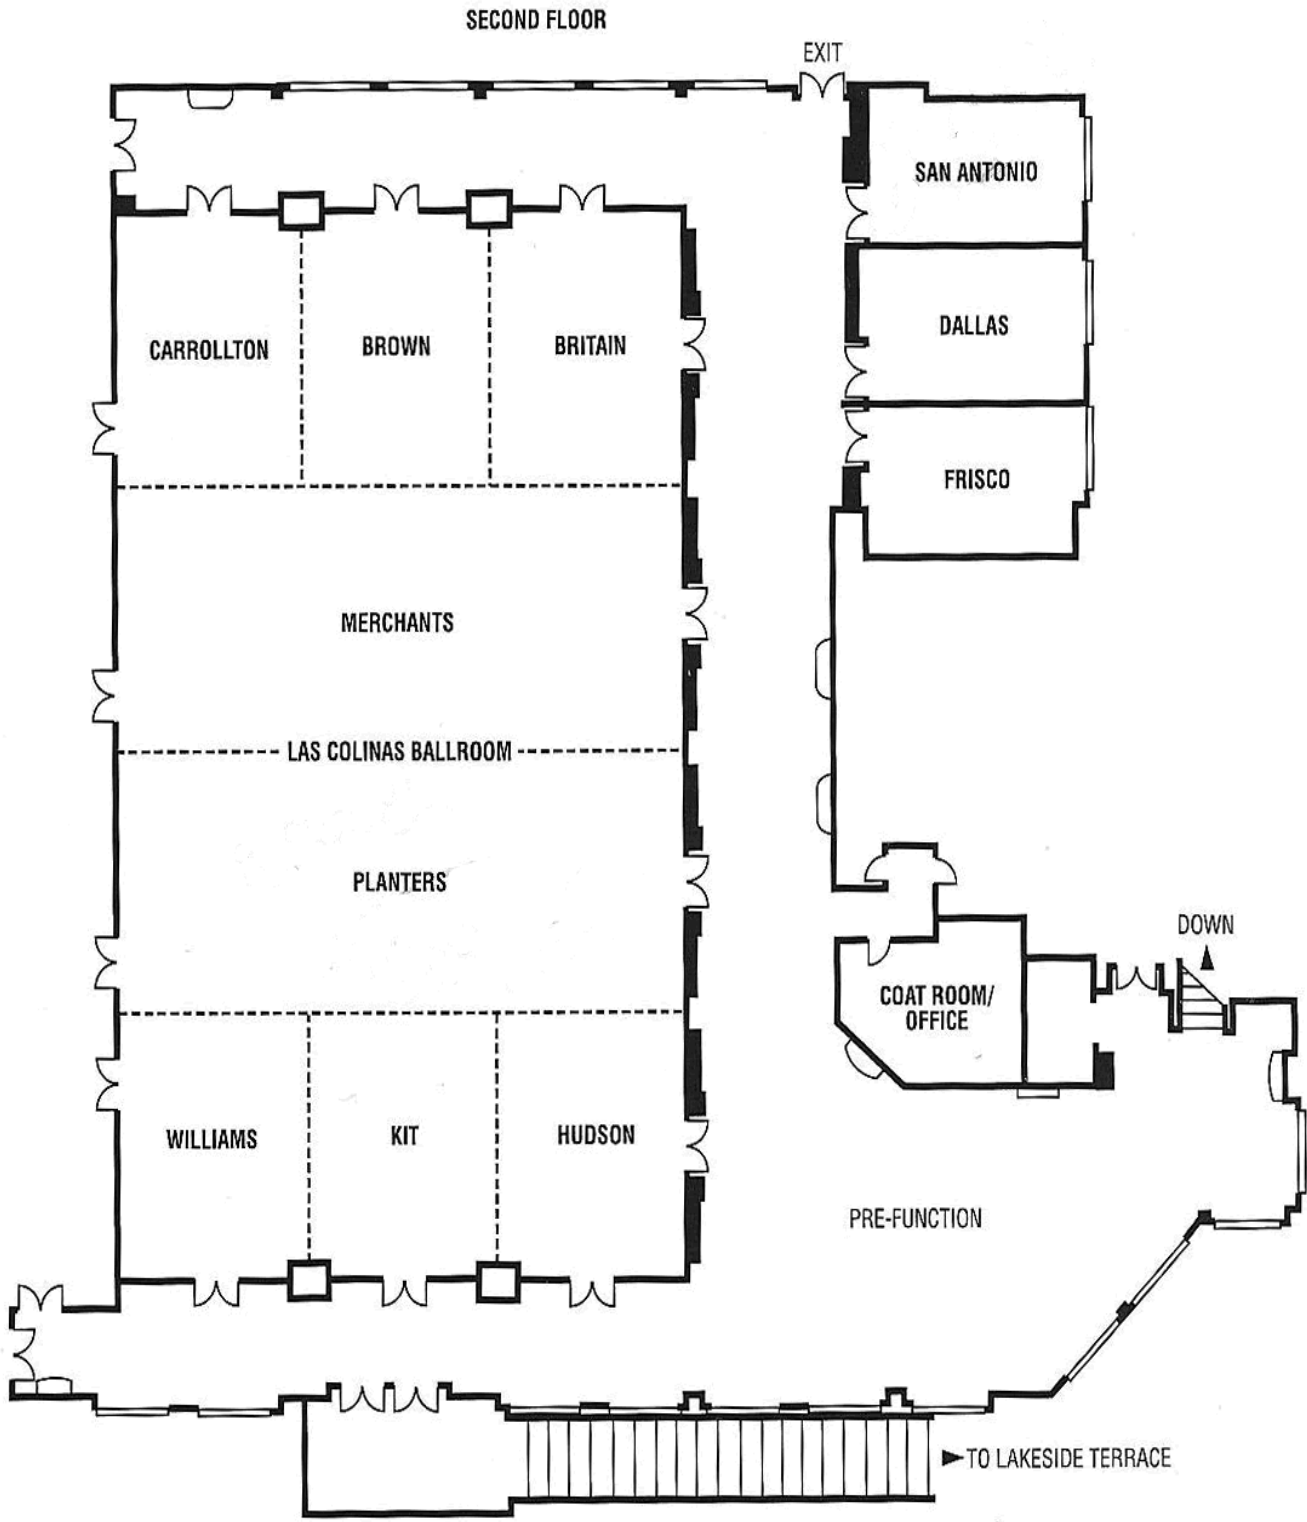 SECOND FLOOR
EXIT
SAN ANTONIO
DALLAS
FRISCO
CARROLLTON
BROWN
BRITAIN
MERCHANTS
LAS COLINAS BALLROOM
PLANTERS
WILLIAMS
KIT
HUDSON
COAT ROOM/
OFFICE
DOWN
PRE-FUNCTION
TO LAKESIDE TERRACE